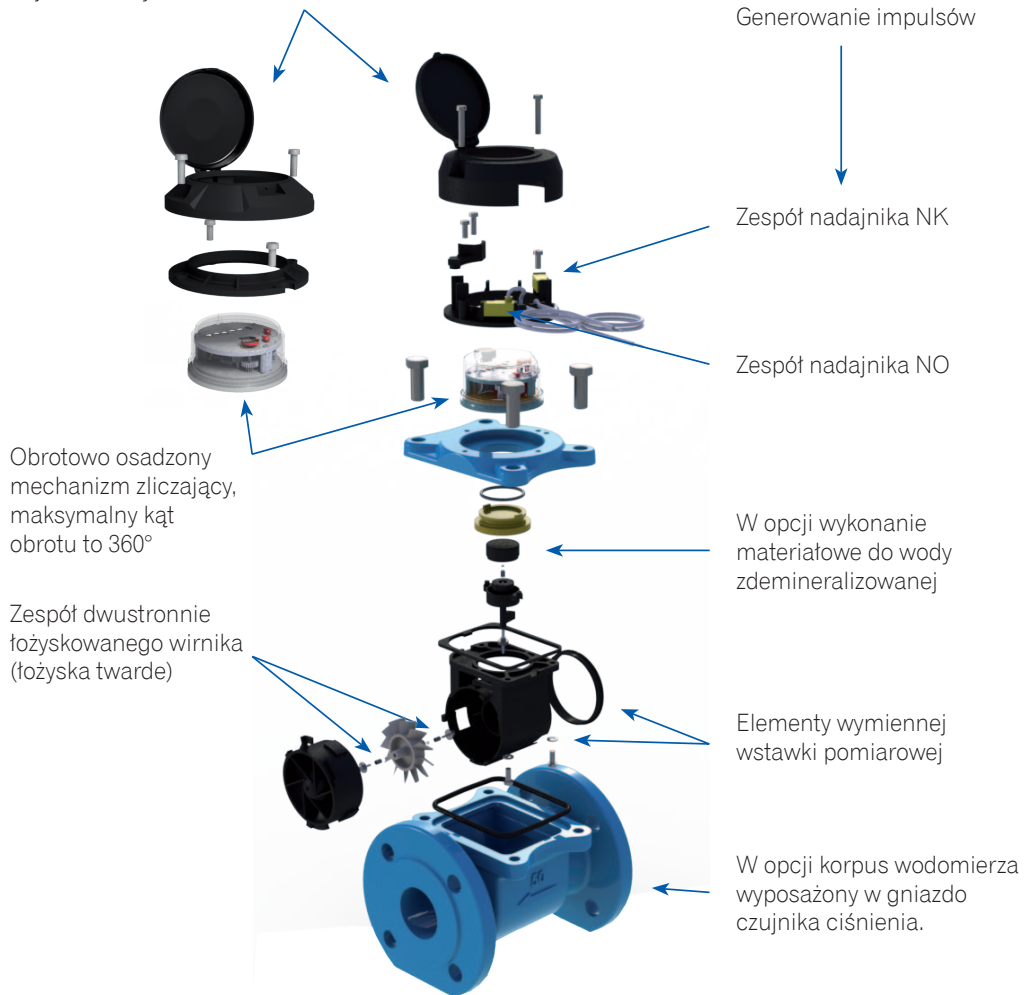 Generowanie impulsów
Zespół nadajnika NK
Zespół nadajnika NO
Obrotowo osadzony
mechanizm zliczający,
maksymalny kąt
obrotu to 360°
W opcji wykonanie
materiałowe do wody
zdemineralizowanej
Zespół dwustronnie
łożyskowanego wirnika
(łożyska twarde)
Elementy wymiennej
wstawki pomiarowej
50
W opcji korpus wodomierza
wyposażony w gniazdo
czujnika ciśnienia.